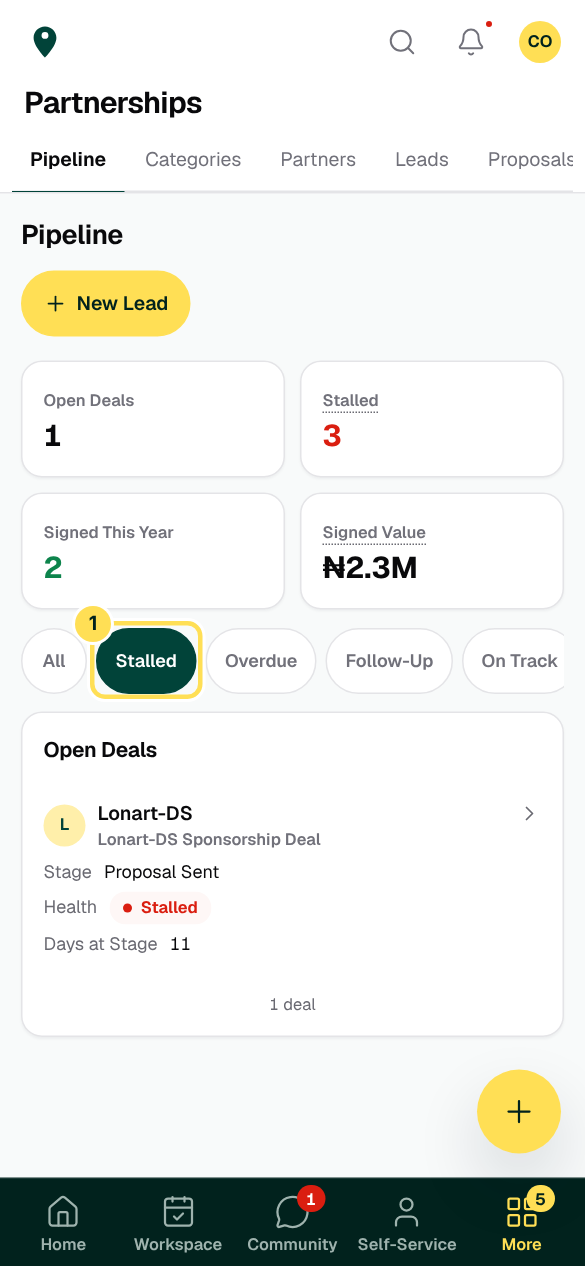 CO
Partnerships
Pipeline Categories Partners Leads Proposals
Pipeline
+ New Lead
Open Deals
1
Stalled
3
Signed This Year
2
Signed Value
₦2.3M
1
All Stalled Overdue Follow-Up On Track
Open Deals
L
Lonart-DS
Lonart-DS Sponsorship Deal
Stage Proposal Sent
Health Stalled
Days at Stage 11
1 deal
+
1 5
Home Workspace Community Self-Service More